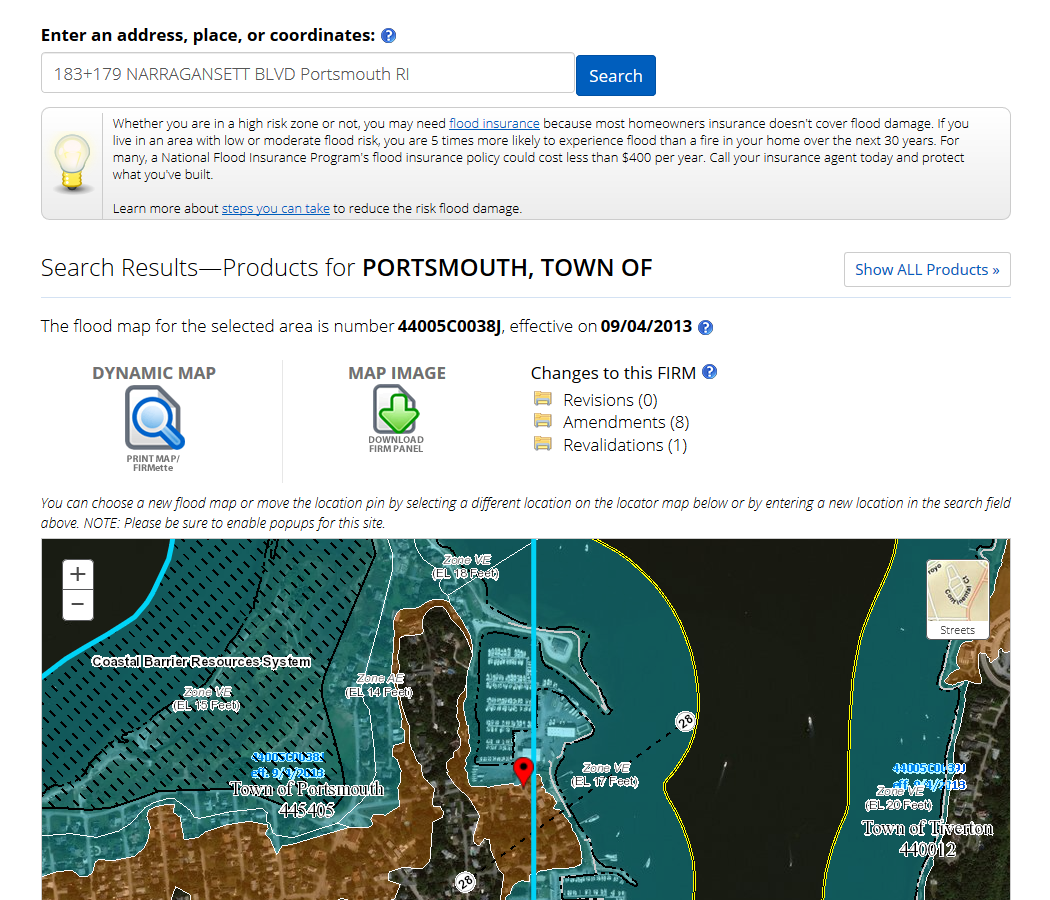 Enter an address, place, or coordinates: ?
183+179 NARRAGANSETT BLVD Portsmouth RI
Search
Whether you are in a high risk zone or not, you may need flood insurance because most homeowners insurance doesn't cover flood damage. If you
live in an area with low or moderate flood risk, you are 5 times more likely to experience flood than a fire in your home over the next 30 years. For
many, a National Flood Insurance Program's flood insurance policy could cost less than $400 per year. Call your insurance agent today and protect
what you've built.
Learn more about steps you can take to reduce the risk flood damage.
Search Results—Products for PORTSMOUTH, TOWN OF
Show ALL Products »
The flood map for the selected area is number 44005C0038J, effective on 09/04/2013 ?
DYNAMIC MAP
PRINT MAP/
FIRMette
MAP IMAGE
DOWNLOAD
FIRM PANEL
Changes to this FIRM ?
Revisions (0)
Amendments (8)
Revalidations (1)
You can choose a new flood map or move the location pin by selecting a different location on the locator map below or by entering a new location in the search field
above. NOTE: Please be sure to enable popups for this site.
+
−
Zone VE
(EL 18 Feet)
Continental
Streets
Coastal Barrier Resources System
Zone AE
(EL 14 Feet)
Zone VE
(EL 15 Feet)
28
eff. 9/4/2013
Town of Portsmouth
445405
Zone VE
(EL 17 Feet)
Zone VE
(EL 20 Feet)
Town of Tiverton
440012
28